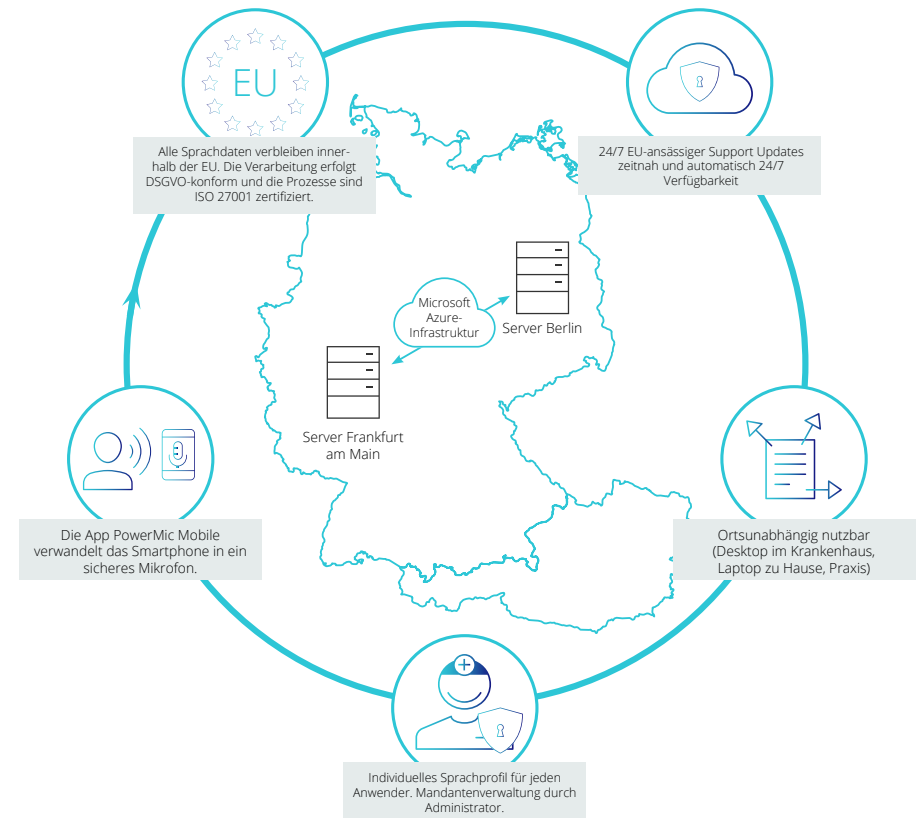 EU
Alle Sprachdaten verbleiben inner-
halb der EU. Die Verarbeitung erfolgt
DSGVO-konform und die Prozesse sind
ISO 27001 zertifiziert.
24/7 EU-ansässiger Support Updates
zeitnah und automatisch 24/7
Verfügbarkeit
Microsoft
Azure-
Infrastruktur
Server Berlin
Server Frankfurt
am Main
Die App PowerMic Mobile
verwandelt das Smartphone in ein
sicheres Mikrofon.
Ortsunabhängig nutzbar
(Desktop im Krankenhaus,
Laptop zu Hause, Praxis)
Individuelles Sprachprofil für jeden
Anwender. Mandantenverwaltung durch
Administrator.